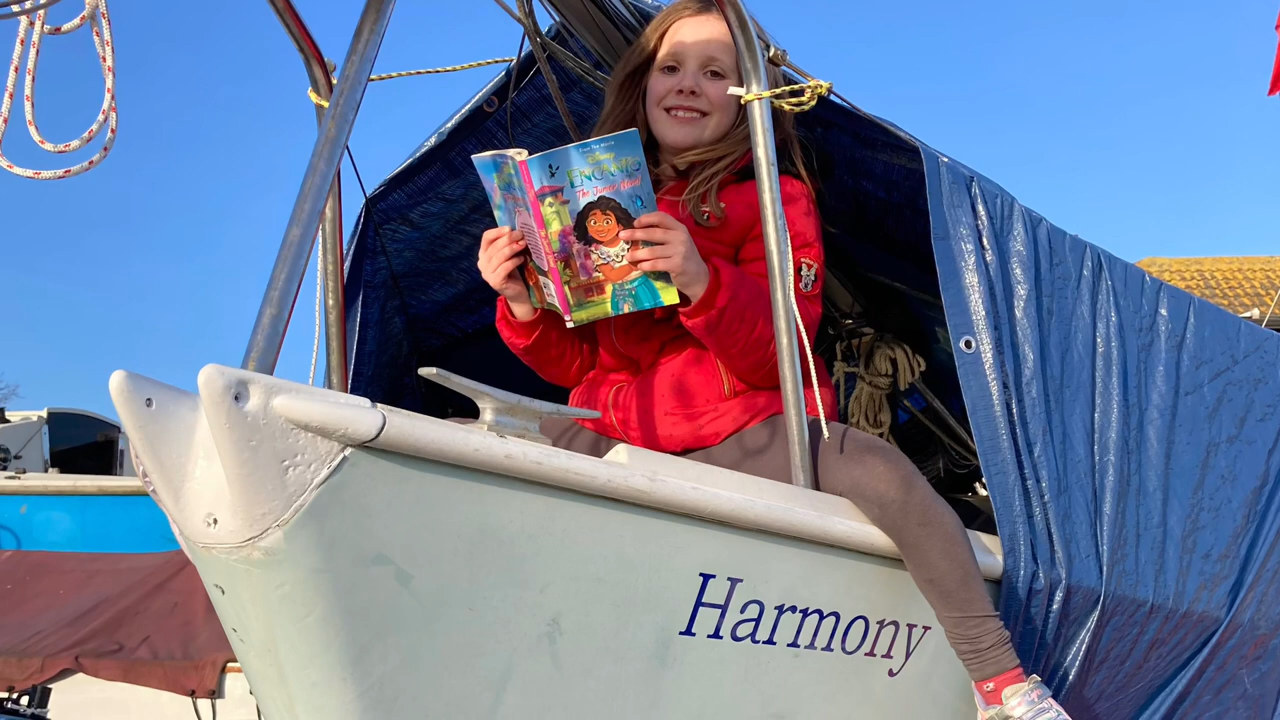 From The Movie
Disney
ENCANTO
The Junior Novel
Harmony